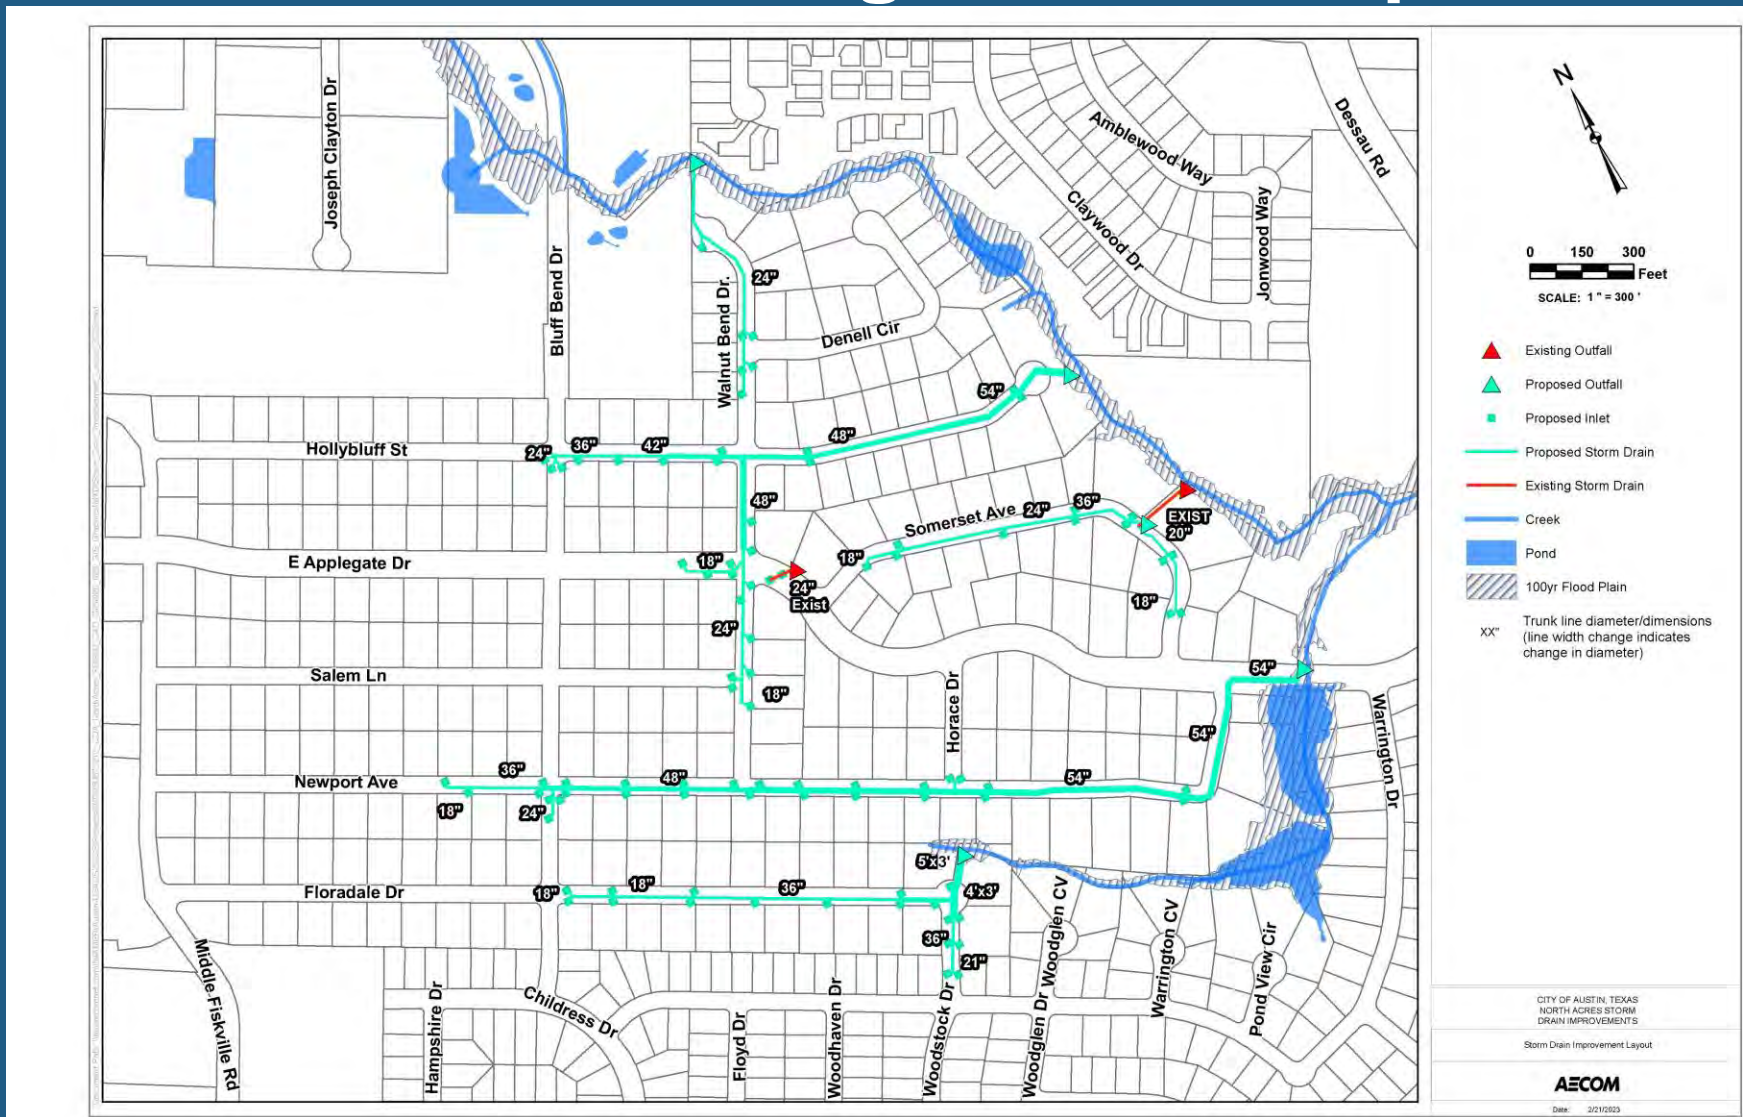 Joseph Clayton Dr
Bluff Bend Dr
Walnut Bend Dr.
24"
Denell Cir
Amblewood Way
Claywood Dr
Jonwood Way
Dessau Rd
54"
48"
Hollybluff St
24"
36"
42"
48"
E Applegate Dr
18"
24"
Exist
18"
Somerset Ave
24"
36"
EXIST
20"
18"
24"
Salem Ln
18"
Horace Dr
54"
54"
Warrington Dr
Newport Ave
36"
48"
54"
18"
24"
5'x3'
4'x3'
Floradale Dr
18"
18"
36"
36"
21"
Middle Fiskville Rd
Hampshire Dr
Childress Dr
Floyd Dr
Woodhaven Dr
Woodstock Dr
Woodglen Dr
Woodglen CV
Warrington CV
Pond View Cir
N
0 150 300
Feet
SCALE: 1 " = 300 '
Existing Outfall
Proposed Outfall
Proposed Inlet
Proposed Storm Drain
Existing Storm Drain
Creek
Pond
100yr Flood Plain
XX" Trunk line diameter/dimensions
(line width change indicates
change in diameter)
CITY OF AUSTIN, TEXAS
NORTH ACRES STORM
DRAIN IMPROVEMENTS
Storm Drain Improvement Layout
AECOM
Date: 2/21/2023